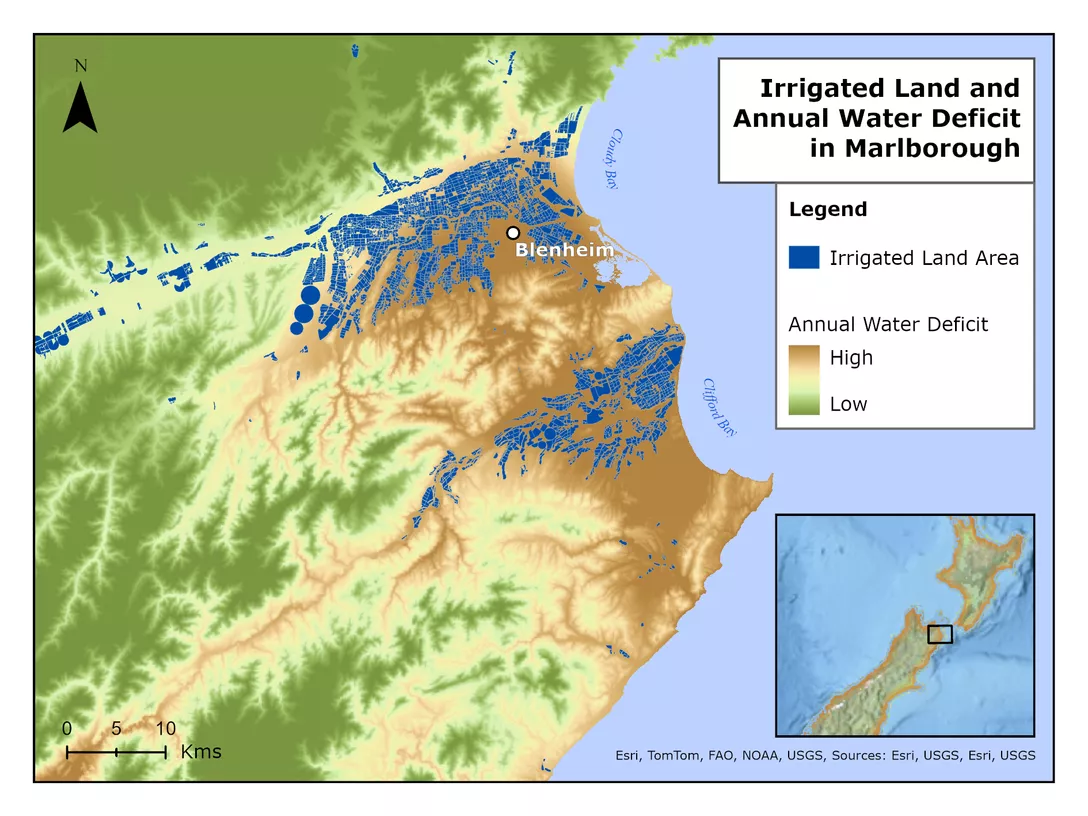 N
Irrigated Land and
Annual Water Deficit
in Marlborough
Legend
Irrigated Land Area
Annual Water Deficit
High
Low
Cloudy Bay
Blenheim
Clifford Bay
0 5 10
Kms
Esri, TomTom, FAO, NOAA, USGS, Sources: Esri, USGS, Esri, USGS